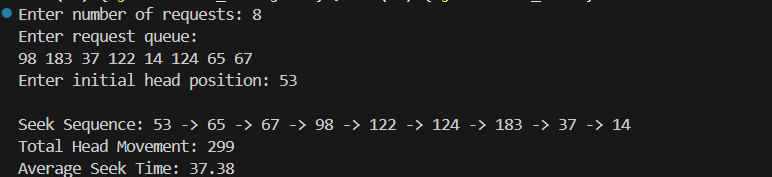 Enter number of requests: 8
Enter request queue:
98 183 37 122 14 124 65 67
Enter initial head position: 53
Seek Sequence: 53 -> 65 -> 67 -> 98 -> 122 -> 124 -> 183 -> 37 -> 14
Total Head Movement: 299
Average Seek Time: 37.38